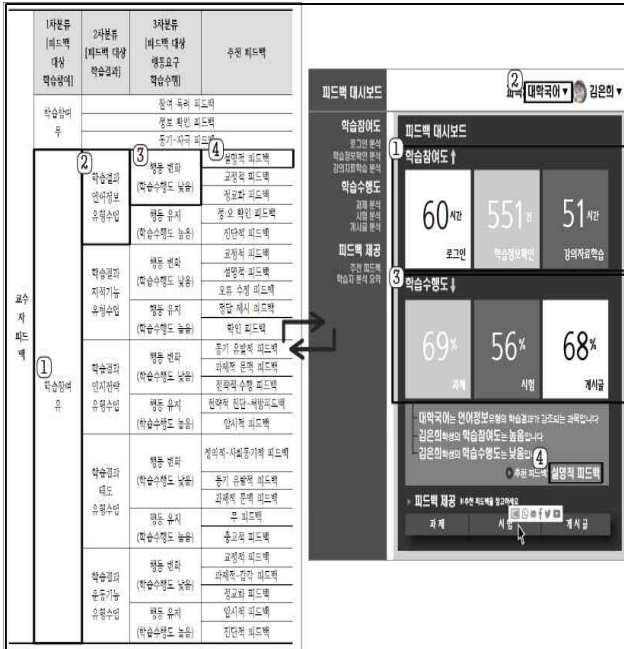 1차분류
[피드백
대상
학습참여]
2차분류
[피드백 대상
학습결과]
3차분류
[피드백 대상
행동요구
학습수행]
추천 피드백
교수
자
피드
백
학습참여
무
참여 독려 피드백
정보 확인 피드백
동기-자극 피드백
①
학습참여
유
②
학습결과
언어정보
유형수업
③
행동 변화
(학습수행도 낮음)
④
설명적 피드백
교정적 피드백
정교화 피드백
행동 유지
(학습수행도 높음)
정·오 확인 피드백
진단적 피드백
학습결과
지적기능
유형수업
행동 변화
(학습수행도 낮음)
교정적 피드백
설명적 피드백
오류 수정 피드백
행동 유지
(학습수행도 높음)
정답 제시 피드백
확인 피드백
학습결과
인지전략
유형수업
행동 변화
(학습수행도 낮음)
동기 유발적 피드백
과제적 문맥 피드백
전략적-수행 피드백
행동 유지
(학습수행도 높음)
전략적 진단-처방피드백
암시적 피드백
학습결과
태도
유형수업
행동 변화
(학습수행도 낮음)
정의적-사회동기적 피드백
동기 유발적 피드백
과제적 문맥 피드백
행동 유지
(학습수행도 높음)
무 피드백
충고적 피드백
학습결과
운동기능
유형수업
행동 변화
(학습수행도 낮음)
교정적 피드백
과제적-감각 피드백
정교화 피드백
행동 유지
(학습수행도 높음)
암시적 피드백
진단적 피드백
피드백 대시보드
② 대학국어 ▼ 김은희 ▼
학습참여도
로그인 분석
학습정보확인 분석
강의자료학습 분석
학습수행도
과제 분석
시험 분석
게시글 분석
피드백 제공
추천 피드백
학습자 분석 요약
피드백 대시보드
① 학습참여도↑
60시간
로그인
551
학습정보확인
51시간
강의자료학습
③ 학습수행도↓
69%
과제
56%
시험
68%
게시글
대학국어는 언어정보유형의 학습결과가 강조되는 과목입니다
김은희학생의 학습참여도는 높음입니다
김은희학생의 학습수행도는 낮음입
④
추천 피드백 설명적 피드백
▶ 피드백 제공 ※추천 피드백을 참고하세요
과제 시험 게시글